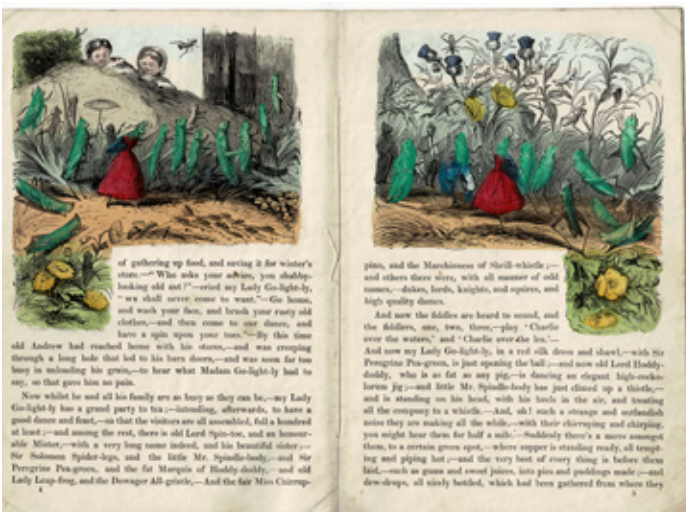 of gathering up food, and saving it for winter's
store.—"Who asks your advice, you shabby-
looking old ant?"—cried my Lady Go-light-ly,
"we shall never come to want."—Go home,
and wash your face, and brush your rusty old
clothes,—and then come to our dance, and
have a spin upon your toes."—By this time
old Andrew had reached home with his stores,—and was creeping
through a long hole that led to his barn doors,—and was soon far too
busy in unloading his grain,—to hear what Madam Go-light-ly had to
say, so that gave him no pain.
Now whilst he and all his family are as busy as they can be,—my Lady
Go-light-ly has a grand party to tea;—intending, afterwards, to have a
good dance and feast,—so that the visitors are all assembled, full a hundred
at least;—and among the rest, there is old Lord Spin-toe, and an honour-
able Mister,—with a very long name indeed, and his beautiful sister;—
Sir Solomon Spider-legs, and the little Mr. Spindle-body,—and Sir
Peregrine Pea-green, and the fat Marquis of Hoddy-doddy,—and old
Lady Leap-frog, and the Dowager All-gristle,—And the fair Miss Chirrup-
4
pino, and the Marchioness of Shrill-whistle;—
and others there were, with all manner of odd
names,—dukes, lords, knights, and squires, and
high quality dames.
And now the fiddles are heard to sound, and
the fiddlers, one, two, three,—play 'Charlie
over the waters,' and 'Charlie over the lea.'—
And now my Lady Go-light-ly, in a red silk dress and shawl,—with Sir
Peregrine Pea-green, is just opening the ball;—and now old Lord Hoddy-
doddy, who is as fat as any pig,—is dancing an elegant high-cocko-
lorum jig;—and little Mr. Spindle-body has just climbed up a thistle,—
and is standing on his head, with his heels in the air, and treating
all the company to a whistle.—And, oh! such a strange and outlandish
noise they are making all the while,—with their chirruping and chirping,
you might hear them for half a mile.—Suddenly there's a move amongst
them, to a certain green spot,—where supper is standing ready, all tempt-
ing and piping hot;—and the very best of every thing is before them
laid,—such as gums and sweet juices, into pies and puddings made;—and
dew-drops, all nicely bottled, which had been gathered from where they
5